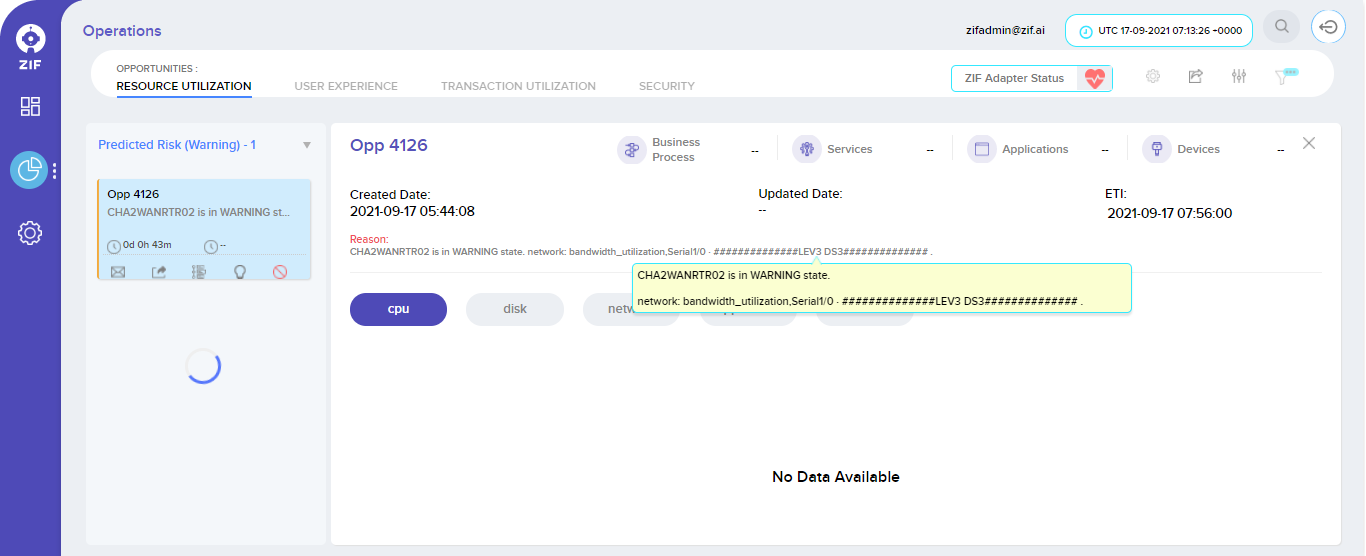 Operations
zifadmin@zif.ai
UTC 17-09-2021 07:13:26 +0000
ZIF
OPPORTUNITIES :
RESOURCE UTILIZATION
USER EXPERIENCE
TRANSACTION UTILIZATION
SECURITY
ZIF Adapter Status
Predicted Risk (Warning) - 1
Opp 4126
CHA2WANRTR02 is in WARNING st...
0d 0h 43m
--
Opp 4126
Business
Process
--
Services
--
Applications
--
Devices
--
Created Date:
2021-09-17 05:44:08
Updated Date:
--
ETI:
2021-09-17 07:56:00
Reason:
CHA2WANRTR02 is in WARNING state. network: bandwidth_utilization,Serial1/0 - ##############LEV3 DS3############## .
CHA2WANRTR02 is in WARNING state.
network: bandwidth_utilization,Serial1/0 - ##############LEV3 DS3############## .
cpu
disk
No Data Available